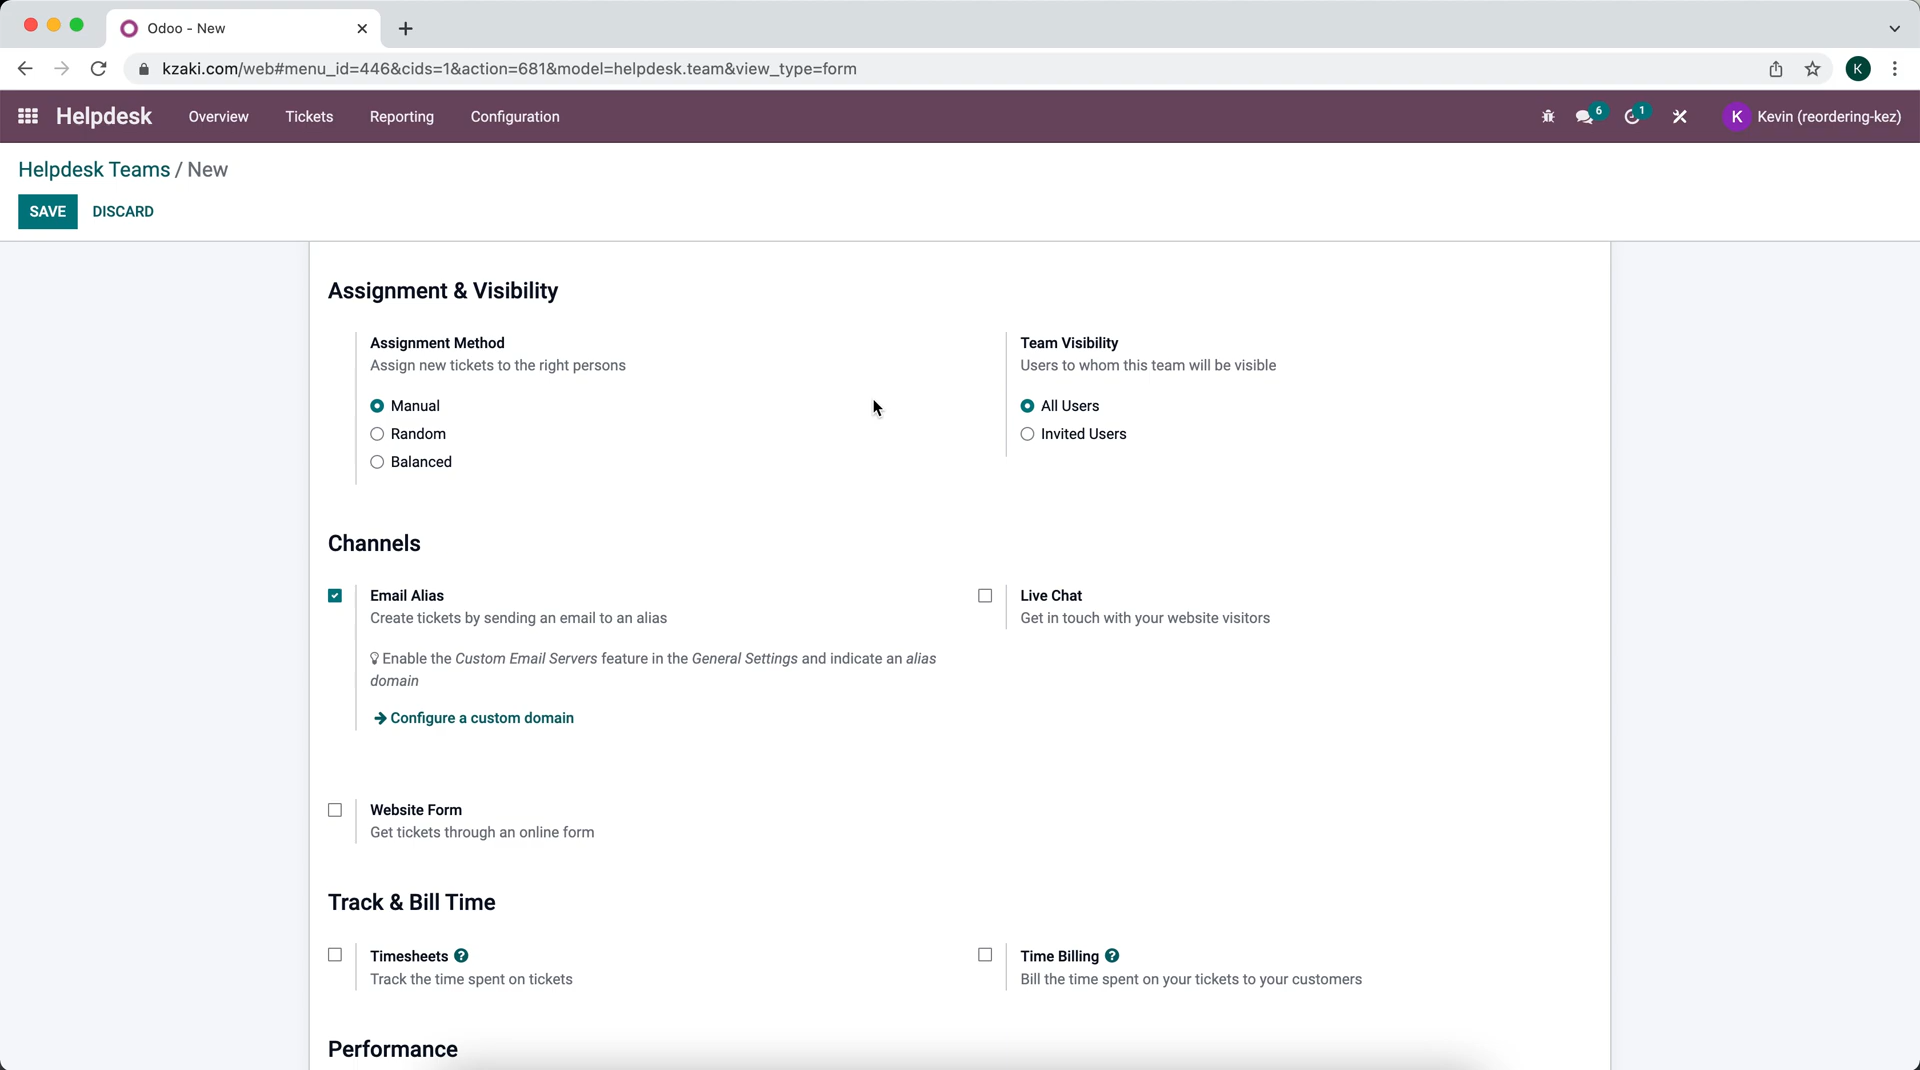 Odoo - New
kzaki.com/web#menu_id=446&cids=1&action=681&model=helpdesk.team&view_type=form
K
Helpdesk Overview Tickets Reporting Configuration 6 1 K Kevin (reordering-kez)
Helpdesk Teams / New
SAVE DISCARD
Assignment & Visibility
Assignment Method
Assign new tickets to the right persons
Manual
Random
Balanced
Team Visibility
Users to whom this team will be visible
All Users
Invited Users
Channels
Email Alias
Create tickets by sending an email to an alias
Enable the Custom Email Servers feature in the General Settings and indicate an alias
domain
Configure a custom domain
Live Chat
Get in touch with your website visitors
Website Form
Get tickets through an online form
Track & Bill Time
Timesheets ?
Track the time spent on tickets
Time Billing ?
Bill the time spent on your tickets to your customers
Performance